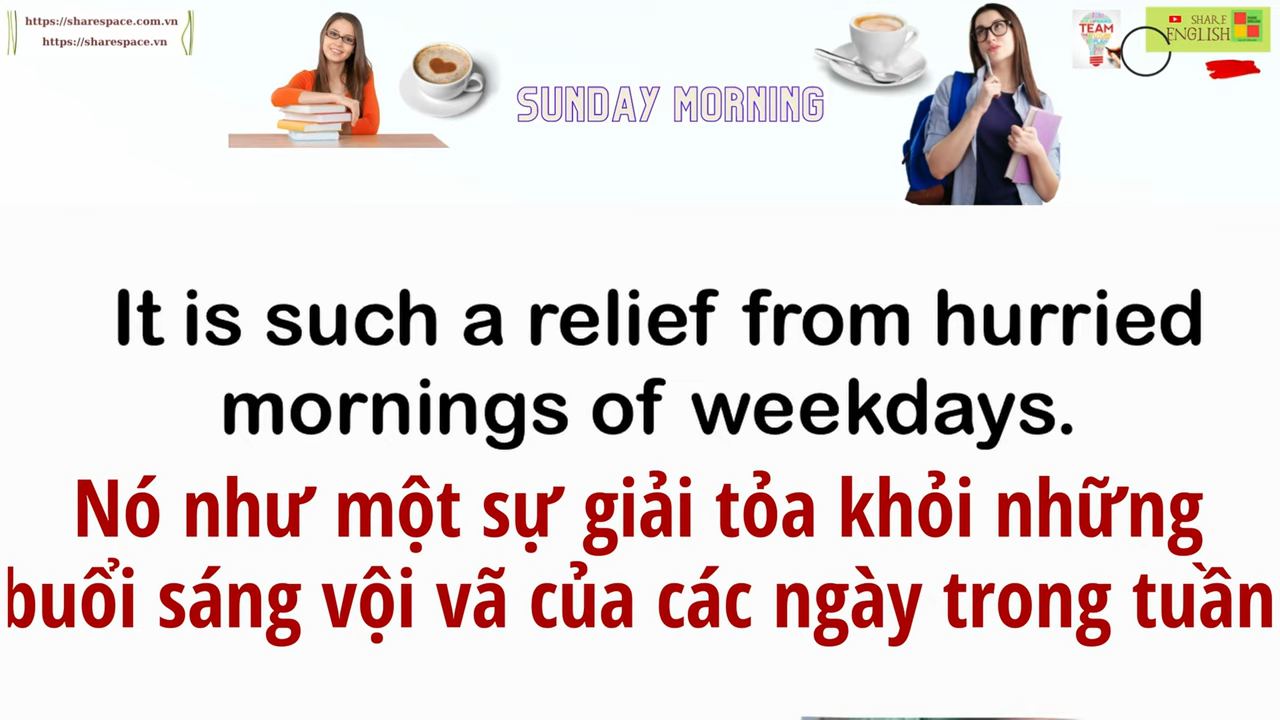 https://sharespace.com.vn
https://sharespace.vn
SUNDAY MORNING
TEAM
SHARE
ENGLISH
It is such a relief from hurried
mornings of weekdays.
Nó như một sự giải tỏa khỏi những
buổi sáng vội vã của các ngày trong tuần